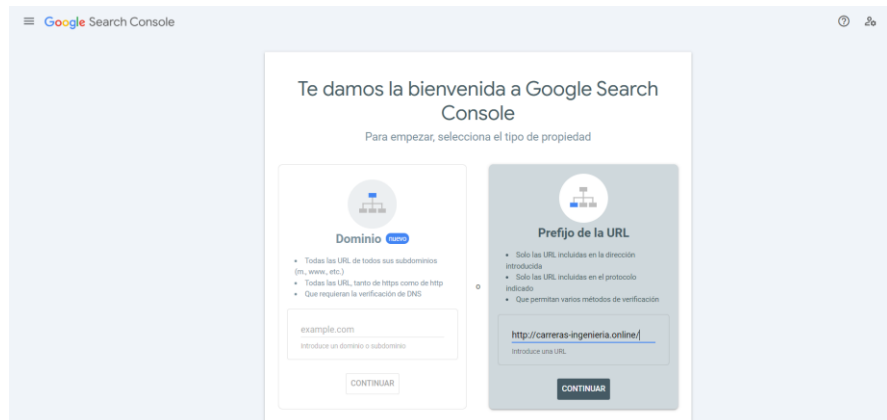 Google Search Console
Te damos la bienvenida a Google Search
Console
Para empezar, selecciona el tipo de propiedad
Dominio nuevo
Todas las URL de todos sus subdominios
(m., www., etc.)
Todas las URL, tanto de https como de http
Que requieran la verificación de DNS
example.com
Introduce un dominio o subdominio
CONTINUAR
o
Prefijo de la URL
Solo las URL incluidas en la dirección
introducida
Solo las URL incluidas en el protocolo
indicado
Que permitan varios métodos de verificación
http://carreras-ingenieria.online/
Introduce una URL
CONTINUAR